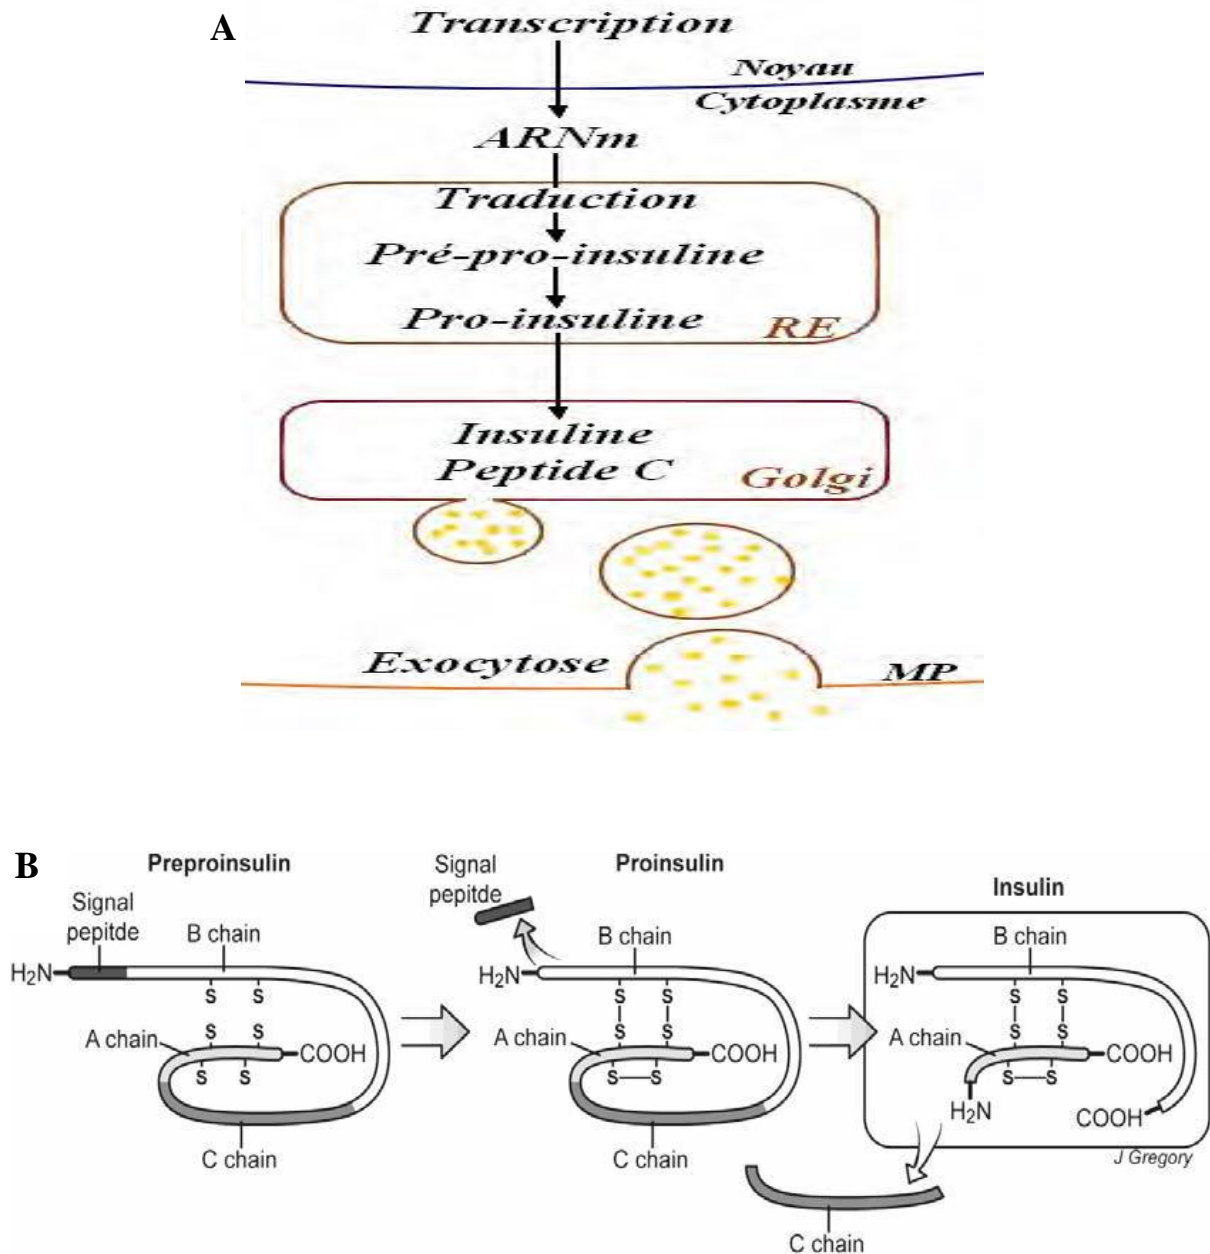 A
Transcription
Noyau
Cytoplasme
ARNm
Traduction
Pré-pro-insuline
Pro-insuline
RE
Insuline
Peptide C
Golgi
Exocytose
MP
B
Preproinsulin
Signal
pepitde
B chain
H₂N
S S
S S
A chain
COOH
S S
C chain
Signal
pepitde
Proinsulin
B chain
H₂N
S S
S S
A chain
COOH
S S
C chain
Insulin
B chain
H₂N
S S
S S
A chain
COOH
S S
H₂N
COOH
J Gregory
C chain